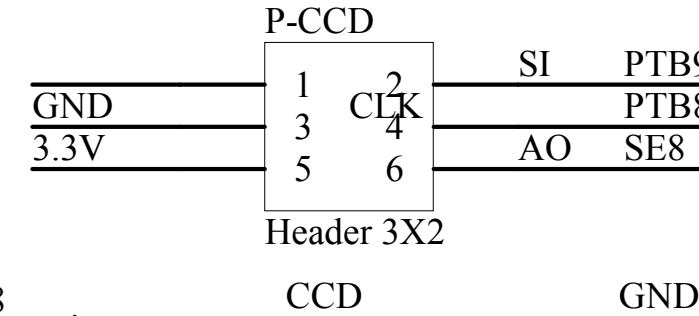 P-CCD
SI PTB9
1 2
GND CLK PTB8
3 4
3.3V AO SE8
5 6
Header 3X2
CCD GND